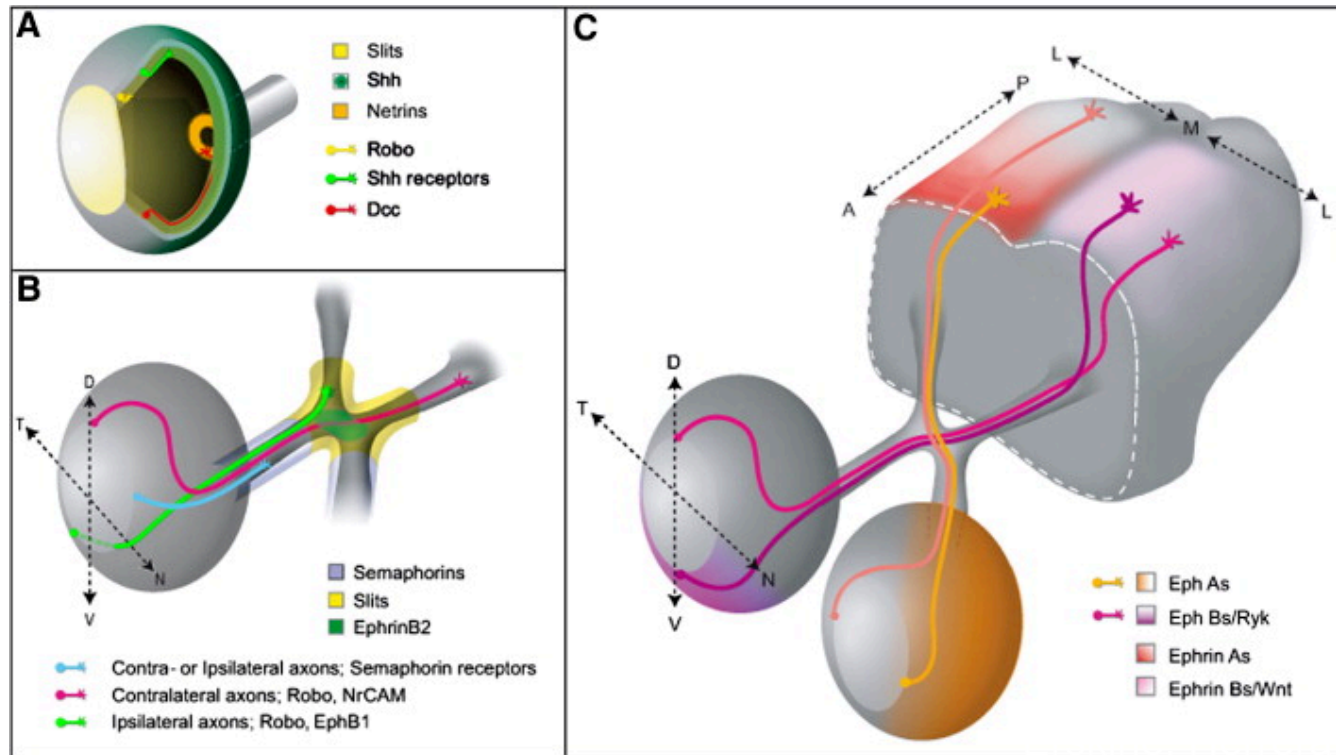 A
Slits
Shh
Netrins
Robo
Shh receptors
Dcc
B
D
T
N
V
Semaphorins
Slits
EphrinB2
Contra- or Ipsilateral axons; Semaphorin receptors
Contralateral axons; Robo, NrCAM
Ipsilateral axons; Robo, EphB1
C
L
P
M
A
L
D
T
N
V
Eph As
Eph Bs/Ryk
Ephrin As
Ephrin Bs/Wnt